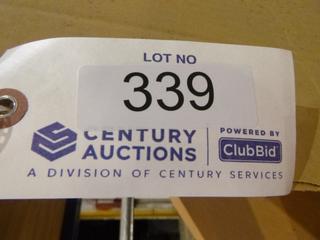 LOT NO
339
CENTURY
AUCTIONS
POWERED BY
ClubBid
A DIVISION OF CENTURY SERVICES